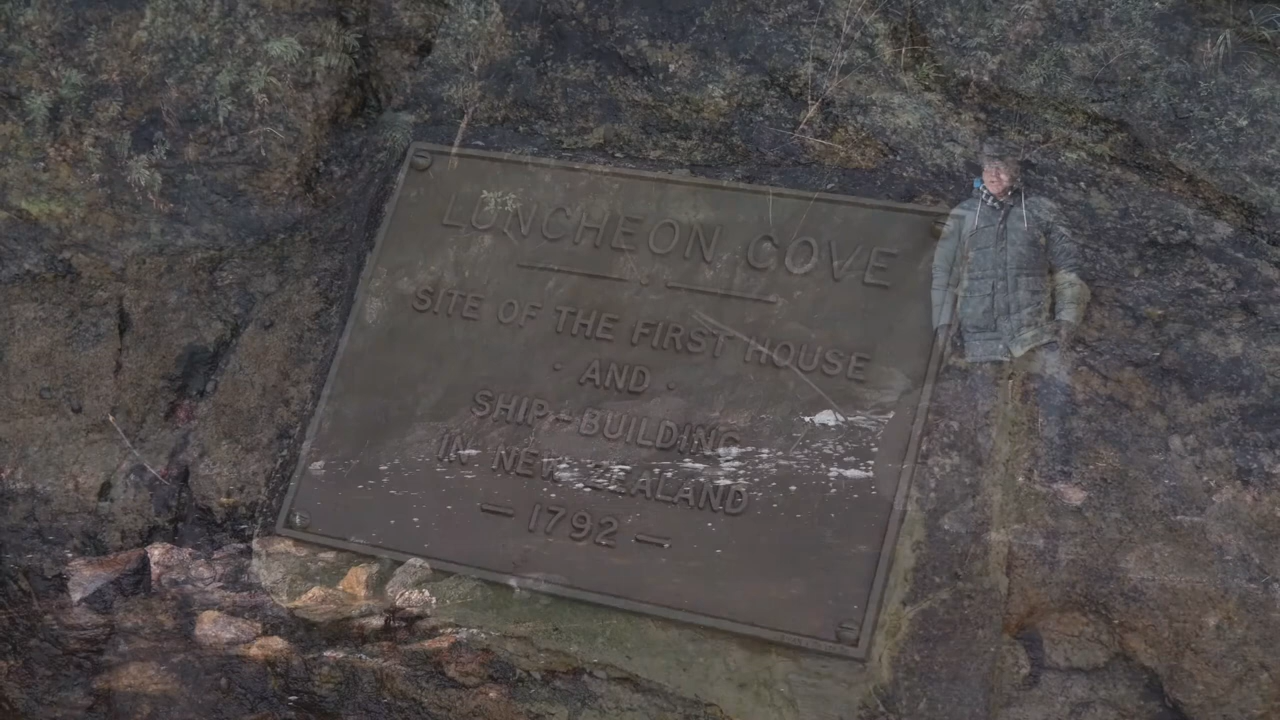 LUNCHEON COVE
SITE OF THE FIRST HOUSE
· AND ·
SHIP-BUILDING
IN NEW ZEALAND
— 1792 —